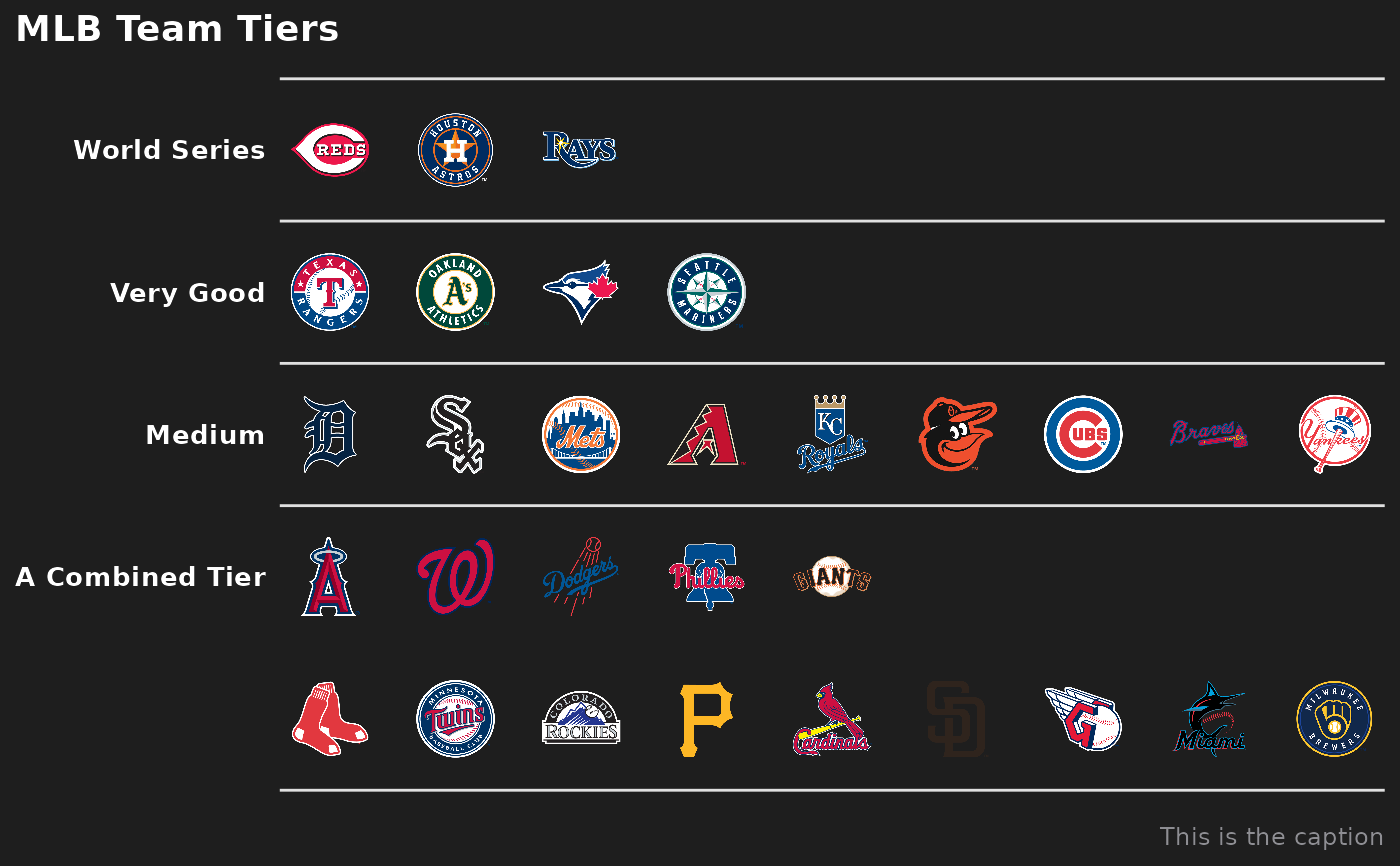 MLB Team Tiers
World Series
REDS
HOUSTON
H
ASTROS
RAYS
Very Good
TEXAS
T
RANGERS
OAKLAND
A's
ATHLETICS
SEATTLE
MARINERS
Medium
D
Sox
Mets
A
KC
Royals
CUBS
Braves
Yankees
A Combined Tier
A
W
Dodgers
Phillies
GIANTS
MINNESOTA
Twins
BASEBALL CLUB
COLORADO
ROCKIES
P
Cardinals
SD
G
Miami
MILWAUKEE
BREWERS
This is the caption